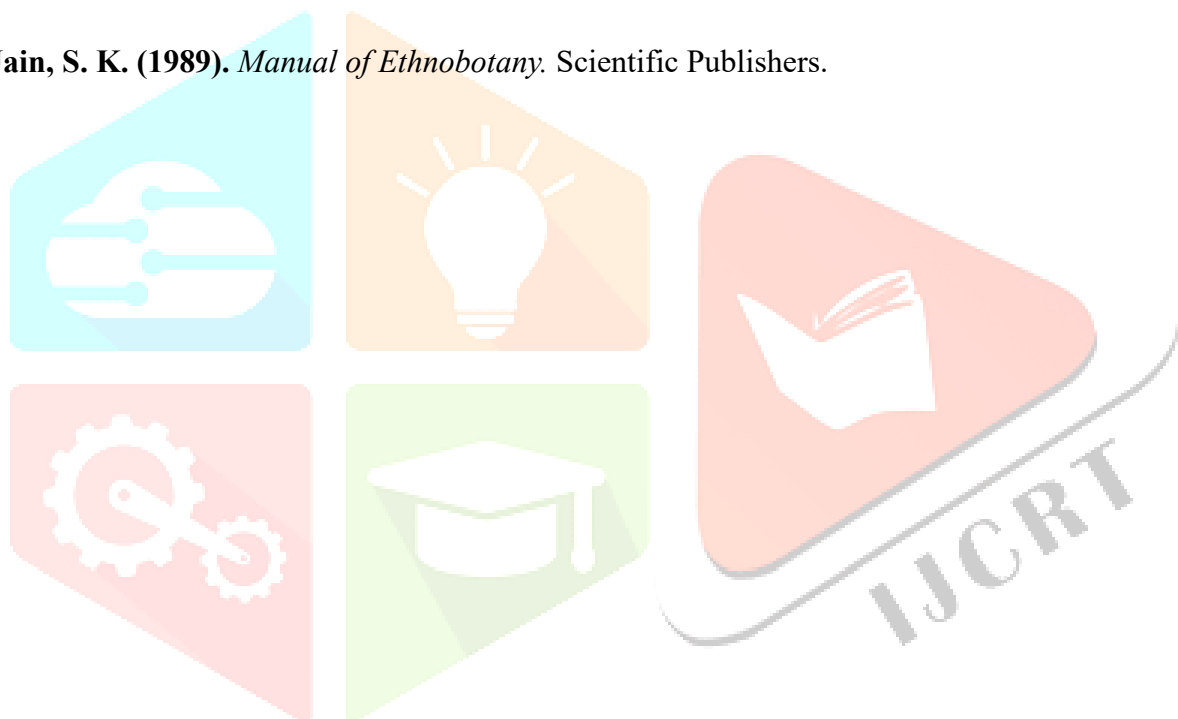 Jain, S. K. (1989). Manual of Ethnobotany. Scientific Publishers.
IJCRT